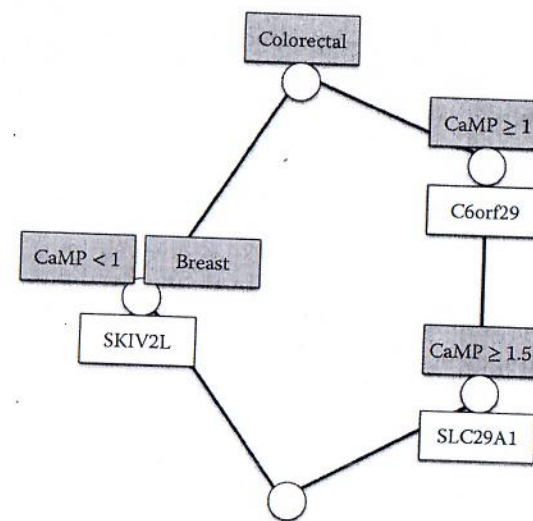 Colorectal
CaMP ≥ 1
C6orf29
CaMP < 1
Breast
SKIV2L
CaMP ≥ 1.5
SLC29A1